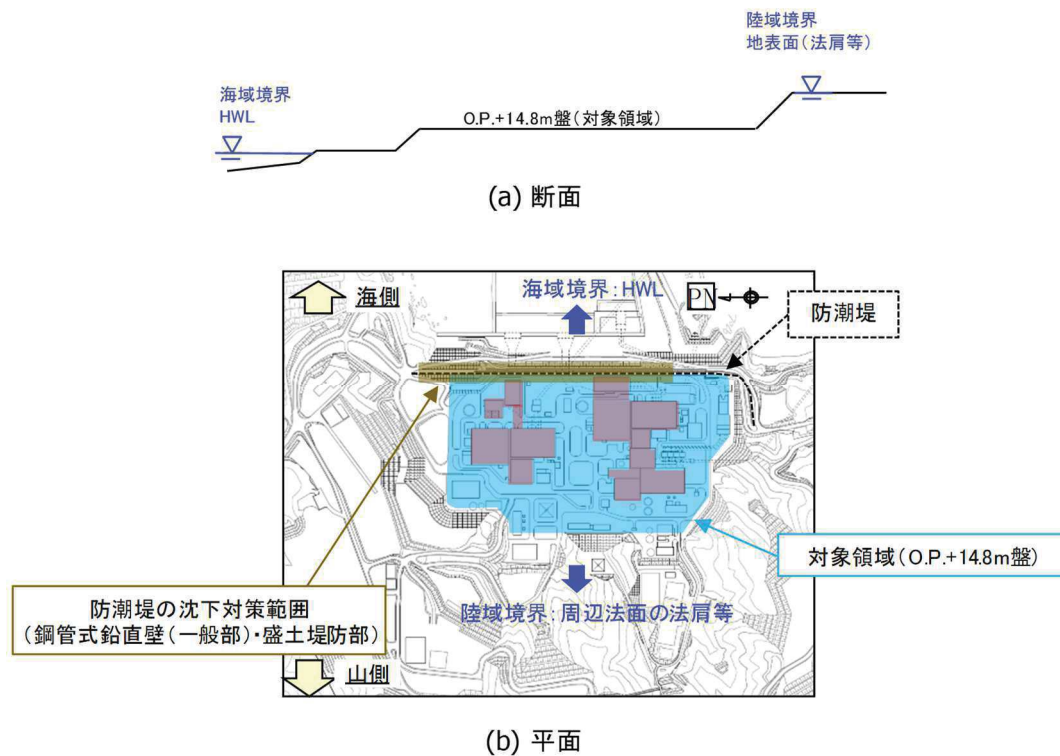 陸域境界
地表面(法肩等)
海域境界
HWL
O.P.+14.8m盤(対象領域)
(a) 断面
海側
海域境界:HWL
PN
防潮堤
対象領域(O.P.+14.8m盤)
防潮堤の沈下対策範囲
(鋼管式鉛直壁(一般部)・盛土堤防部)
陸域境界:周辺法面の法肩等
山側
(b) 平面